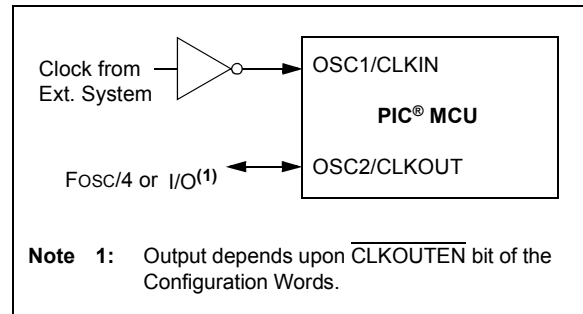 Clock from
Ext. System
OSC1/CLKIN
PIC® MCU
FOSC/4 or I/O(1)
OSC2/CLKOUT
Note 1: Output depends upon CLKOUTEN bit of the
Configuration Words.